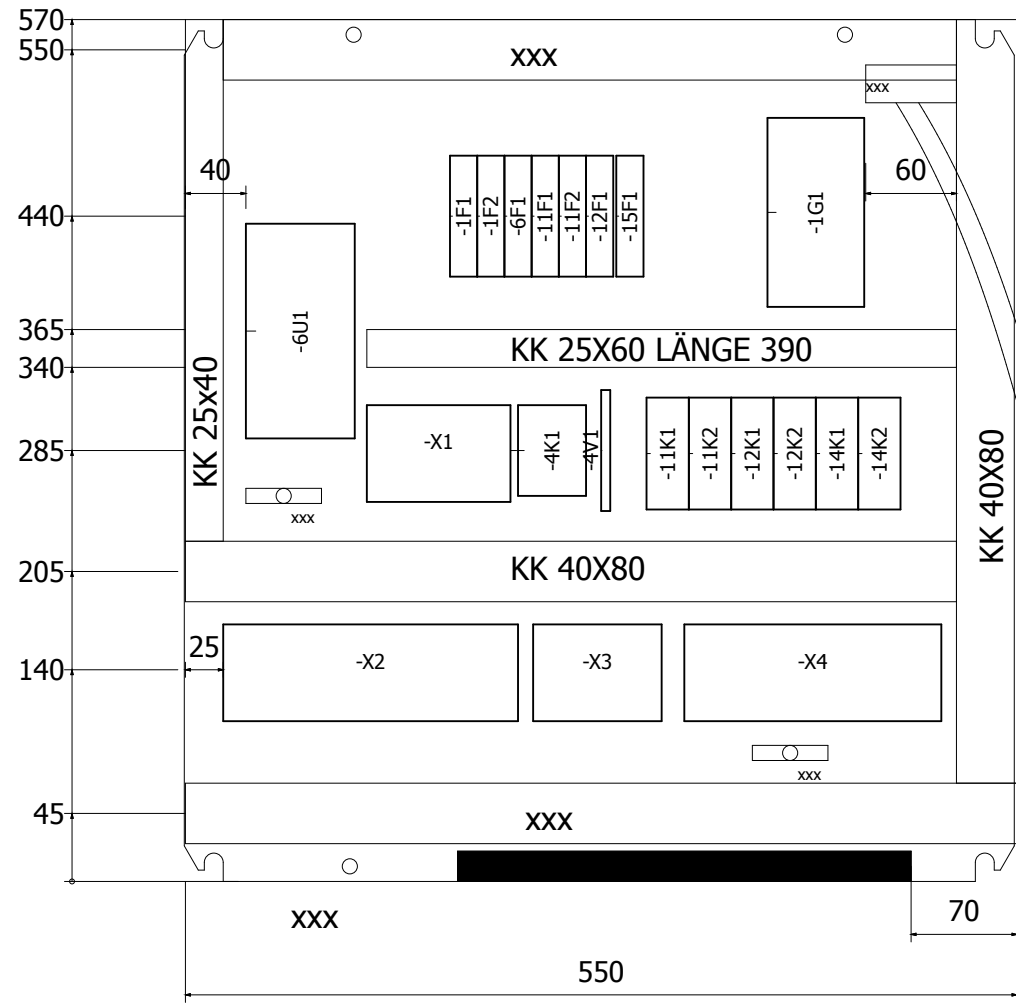 570
550
xxx
xxx
40
60
440
-1F1
-1F2
-6F1
-11F1
-11F2
-12F1
-15F1
-1G1
-6U1
365
KK 25X60 LÄNGE 390
340
KK 25x40
-X1
-4K1
-4V1
-11K1
-11K2
-12K1
-12K2
-14K1
-14K2
285
KK 40X80
xxx
205
KK 40X80
25
140
-X2
-X3
-X4
xxx
45
xxx
xxx
70
550